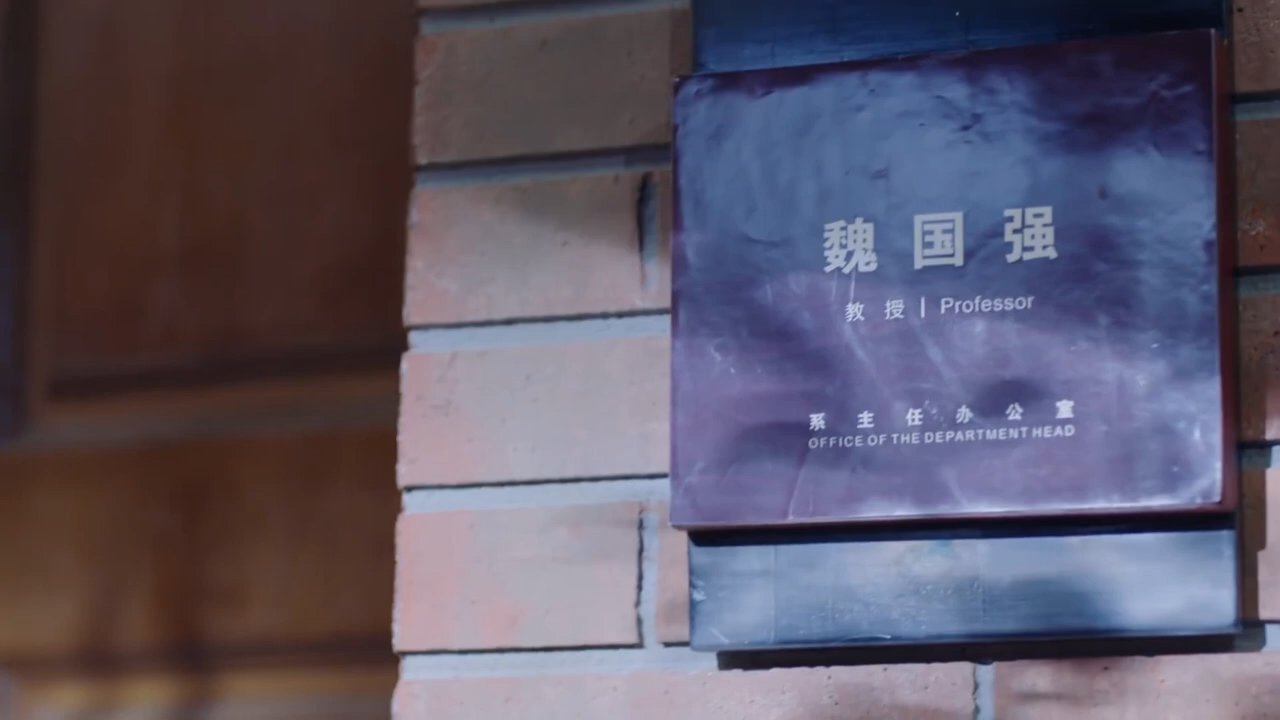 魏国强
教授 | Professor
系主任办公室
OFFICE OF THE DEPARTMENT HEAD